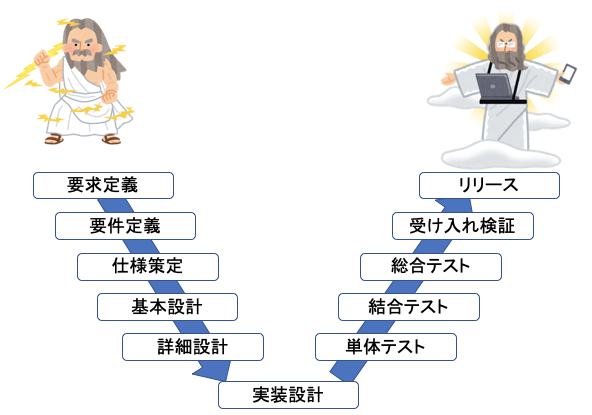 要求定義
要件定義
仕様策定
基本設計
詳細設計
実装設計
単体テスト
結合テスト
総合テスト
受け入れ検証
リリース